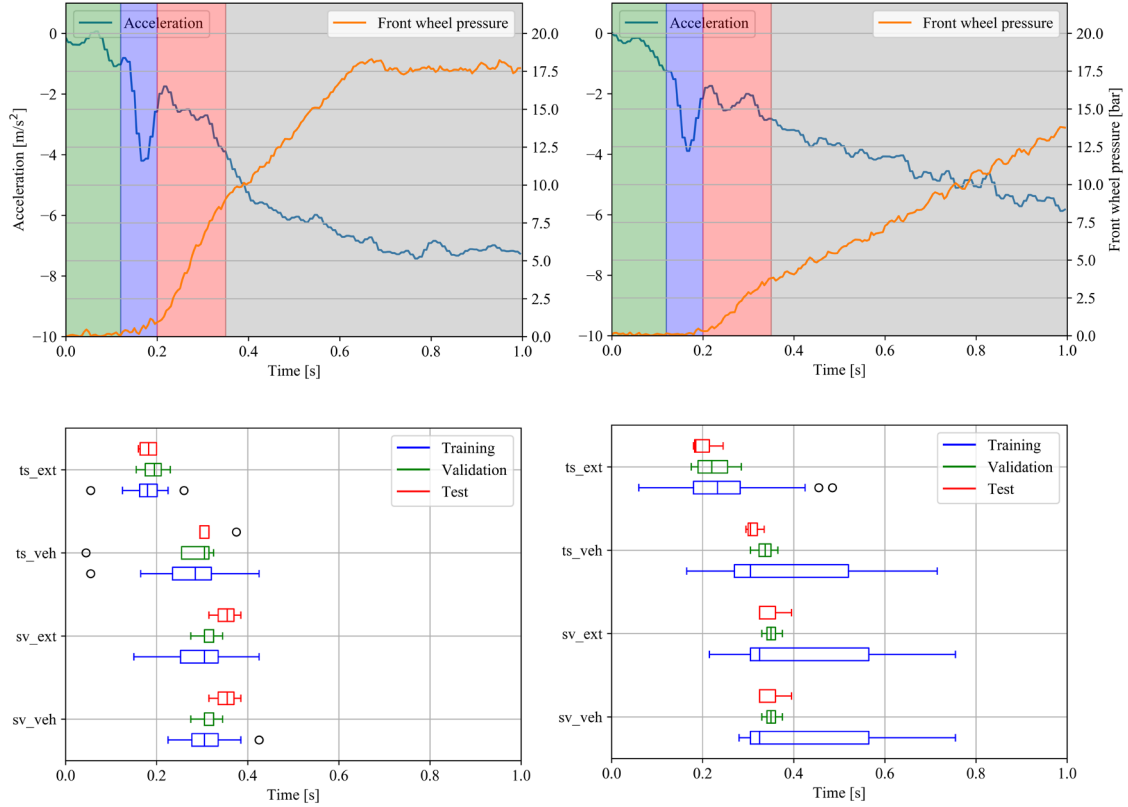 Acceleration
Front wheel pressure
Acceleration
Front wheel pressure
0
−2
−4
−6
−8
−10
20.0
17.5
15.0
12.5
10.0
7.5
5.0
2.5
0.0
0
−2
−4
−6
−8
−10
20.0
17.5
15.0
12.5
10.0
7.5
5.0
2.5
0.0
Acceleration [m/s²]
Front wheel pressure [bar]
0.0 0.2 0.4 0.6 0.8 1.0
0.0 0.2 0.4 0.6 0.8 1.0
Time [s]
Time [s]
Training
Validation
Test
ts_ext
ts_veh
sv_ext
sv_veh
0.0 0.2 0.4 0.6 0.8 1.0
Time [s]
Training
Validation
Test
ts_ext
ts_veh
sv_ext
sv_veh
0.0 0.2 0.4 0.6 0.8 1.0
Time [s]